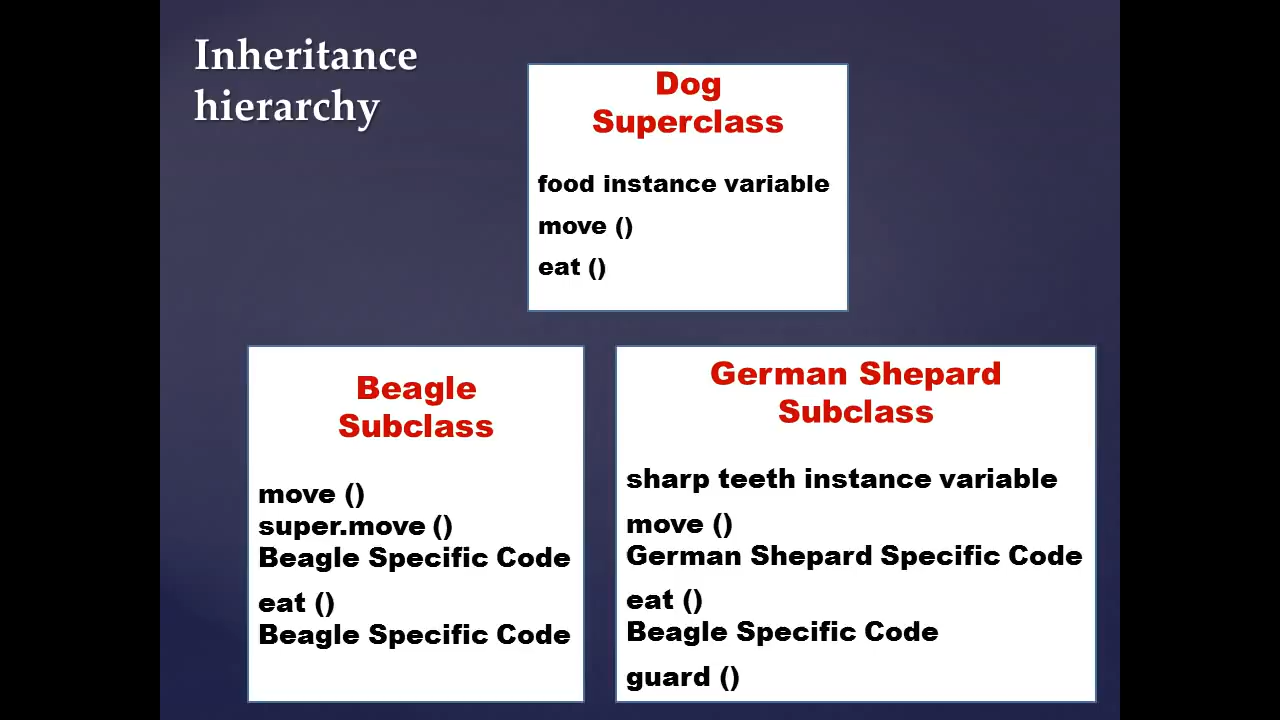 Inheritance
hierarchy
Dog
Superclass
food instance variable
move ()
eat ()
Beagle
Subclass
move ()
super.move ()
Beagle Specific Code
eat ()
Beagle Specific Code
German Shepard
Subclass
sharp teeth instance variable
move ()
German Shepard Specific Code
eat ()
Beagle Specific Code
guard ()